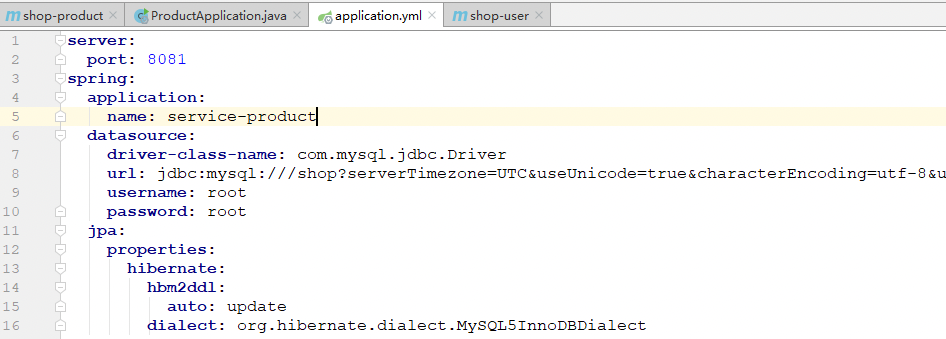 shop-product ProductApplication.java application.yml shop-user
1 server:
2   port: 8081
3 spring:
4   application:
5     name: service-product
6   datasource:
7     driver-class-name: com.mysql.jdbc.Driver
8     url: jdbc:mysql:///shop?serverTimezone=UTC&useUnicode=true&characterEncoding=utf-8&u
9     username: root
10     password: root
11   jpa:
12     properties:
13       hibernate:
14         hbm2ddl:
15           auto: update
16         dialect: org.hibernate.dialect.MySQL5InnoDBDialect